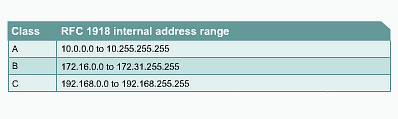 Class RFC 1918 internal address range
A 10.0.0.0 to 10.255.255.255
B 172.16.0.0 to 172.31.255.255
C 192.168.0.0 to 192.168.255.255